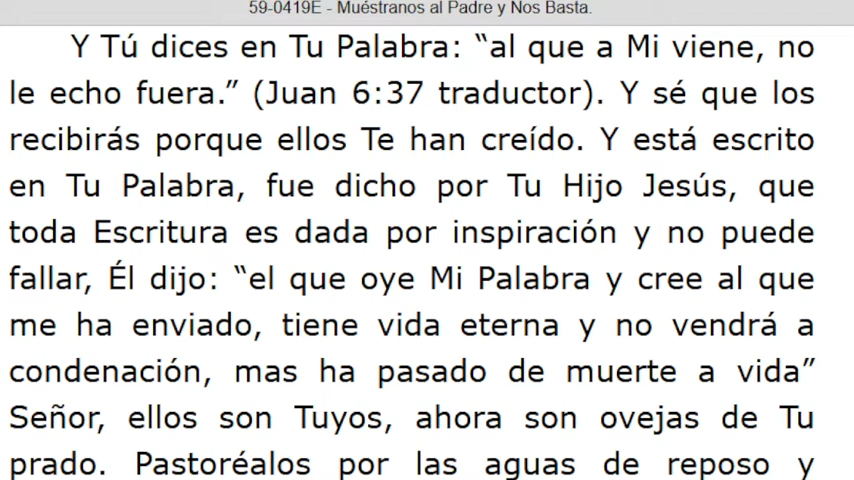 59-0419E - Muéstranos al Padre y Nos Basta.
Y Tú dices en Tu Palabra: “al que a Mi viene, no
le echo fuera.” (Juan 6:37 traductor). Y sé que los
recibirás porque ellos Te han creído. Y está escrito
en Tu Palabra, fue dicho por Tu Hijo Jesús, que
toda Escritura es dada por inspiración y no puede
fallar, Él dijo: “el que oye Mi Palabra y cree al que
me ha enviado, tiene vida eterna y no vendrá a
condenación, mas ha pasado de muerte a vida”
Señor, ellos son Tuyos, ahora son ovejas de Tu
prado. Pastoréalos por las aguas de reposo y